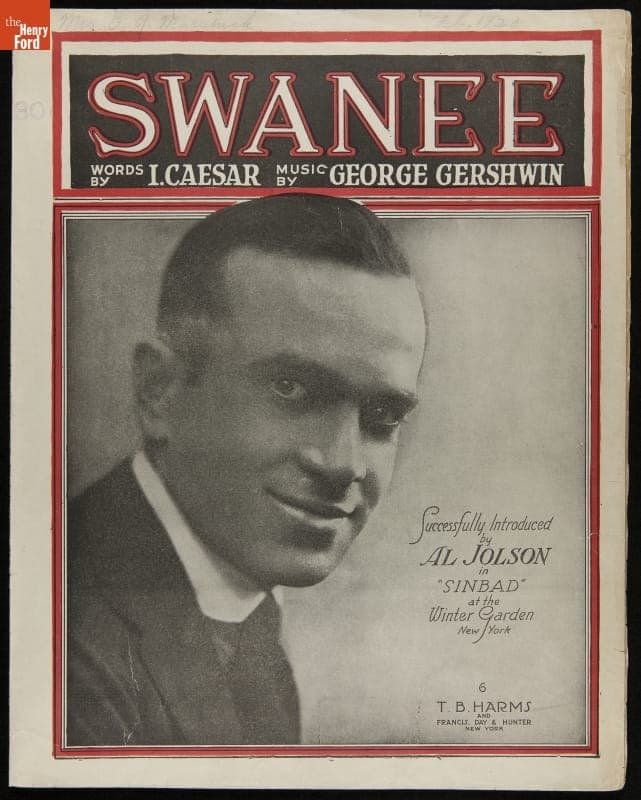 the
Henry
Ford
1920
SWANEE
WORDS BY I. CAESAR MUSIC BY GEORGE GERSHWIN
Successfully Introduced
by
AL JOLSON
in
"SINBAD"
at the
Winter Garden
New York
6
T. B. HARMS
AND
FRANCIS, DAY & HUNTER
NEW YORK